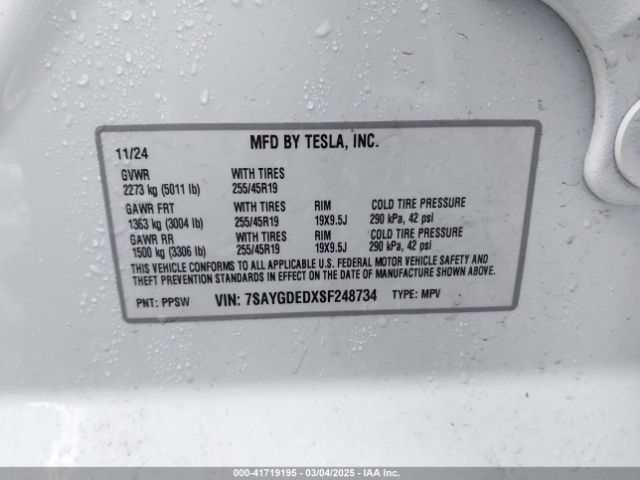 MFD BY TESLA, INC.
11/24
GVWR WITH TIRES
2273 kg (5011 lb) 255/45R19
GAWR FRT WITH TIRES RIM COLD TIRE PRESSURE
1363 kg (3004 lb) 255/45R19 19X9.5J 290 kPa, 42 psi
GAWR RR WITH TIRES RIM COLD TIRE PRESSURE
1500 kg (3306 lb) 255/45R19 19X9.5J 290 kPa, 42 psi
THIS VEHICLE CONFORMS TO ALL APPLICABLE U.S. FEDERAL MOTOR VEHICLE SAFETY AND
THEFT PREVENTION STANDARDS IN EFFECT ON THE DATE OF MANUFACTURE SHOWN ABOVE.
PNT: PPSW VIN: 7SAYGDEDXSF248734 TYPE: MPV
000-41719195 - 03/04/2025 - IAA Inc.